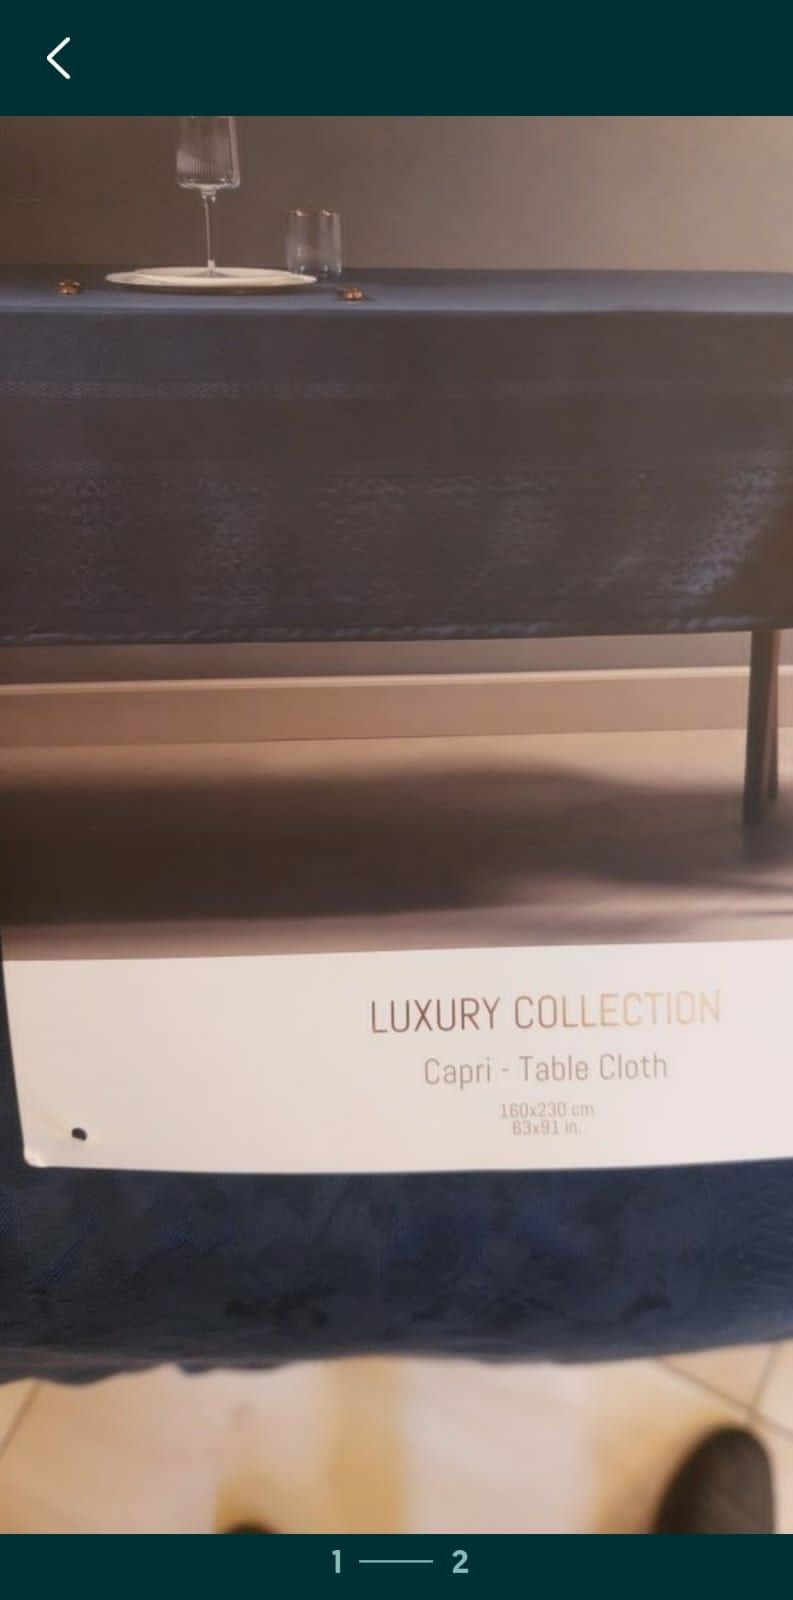 LUXURY COLLECTION
Capri - Table Cloth
160x230 cm
63x91 in.
1
2